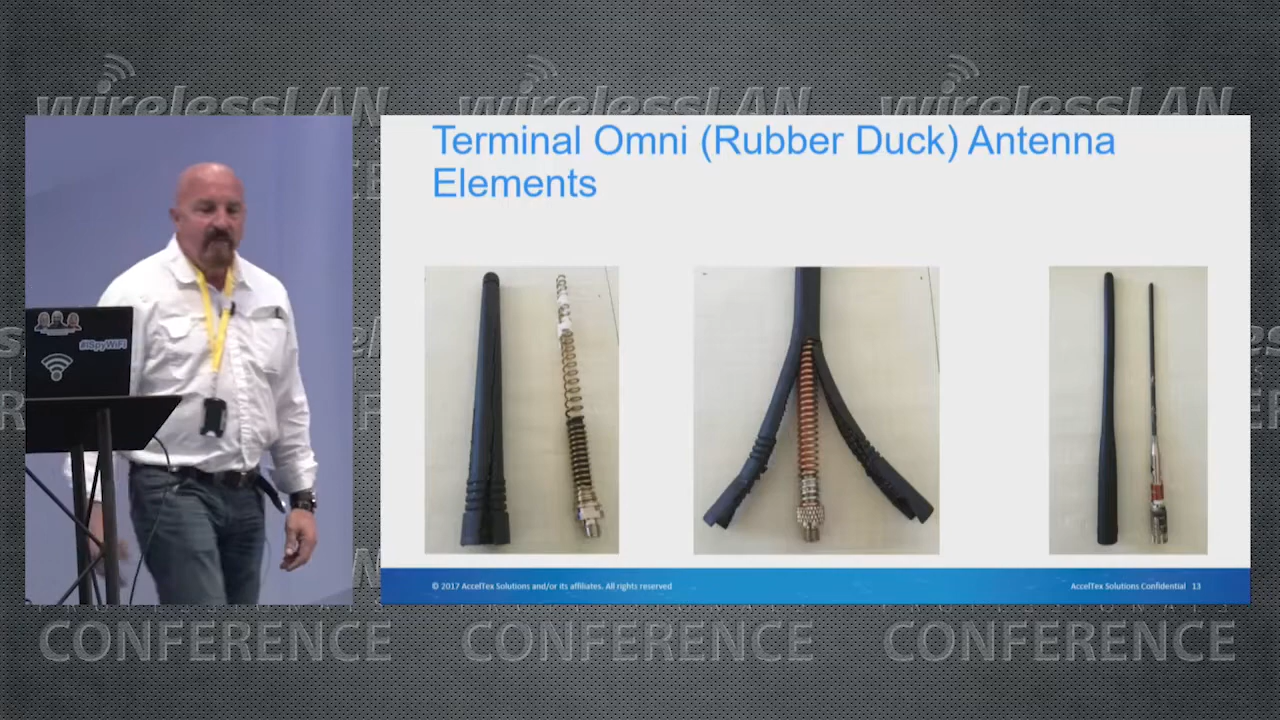 wirelessLAN
wirelessLAN
wirelessLAN
Terminal Omni (Rubber Duck) Antenna
Elements
#iSpyWiFi
© 2017 AccelTex Solutions and/or its affiliates. All rights reserved
AccelTex Solutions Confidential 13
CONFERENCE
CONFERENCE
CONFERENCE